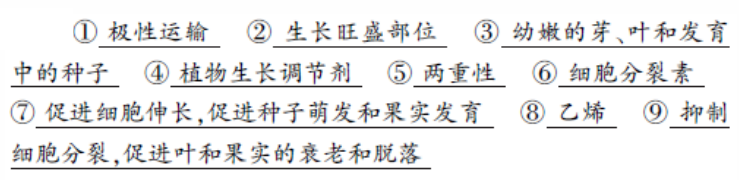 ① 极性运输 ② 生长旺盛部位 ③ 幼嫩的芽、叶和发育
中的种子 ④ 植物生长调节剂 ⑤ 两重性 ⑥ 细胞分裂素
⑦ 促进细胞伸长,促进种子萌发和果实发育 ⑧ 乙烯 ⑨ 抑制
细胞分裂,促进叶和果实的衰老和脱落